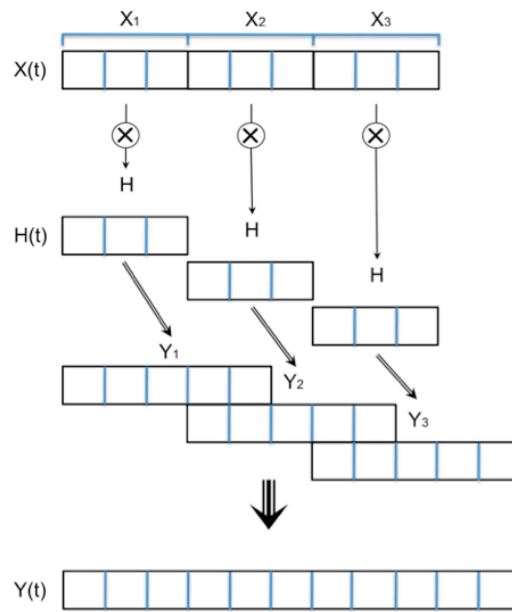 X₁ X₂ X₃
X(t)
H
H(t) H
H
Y₁
Y₂
Y₃
Y(t)